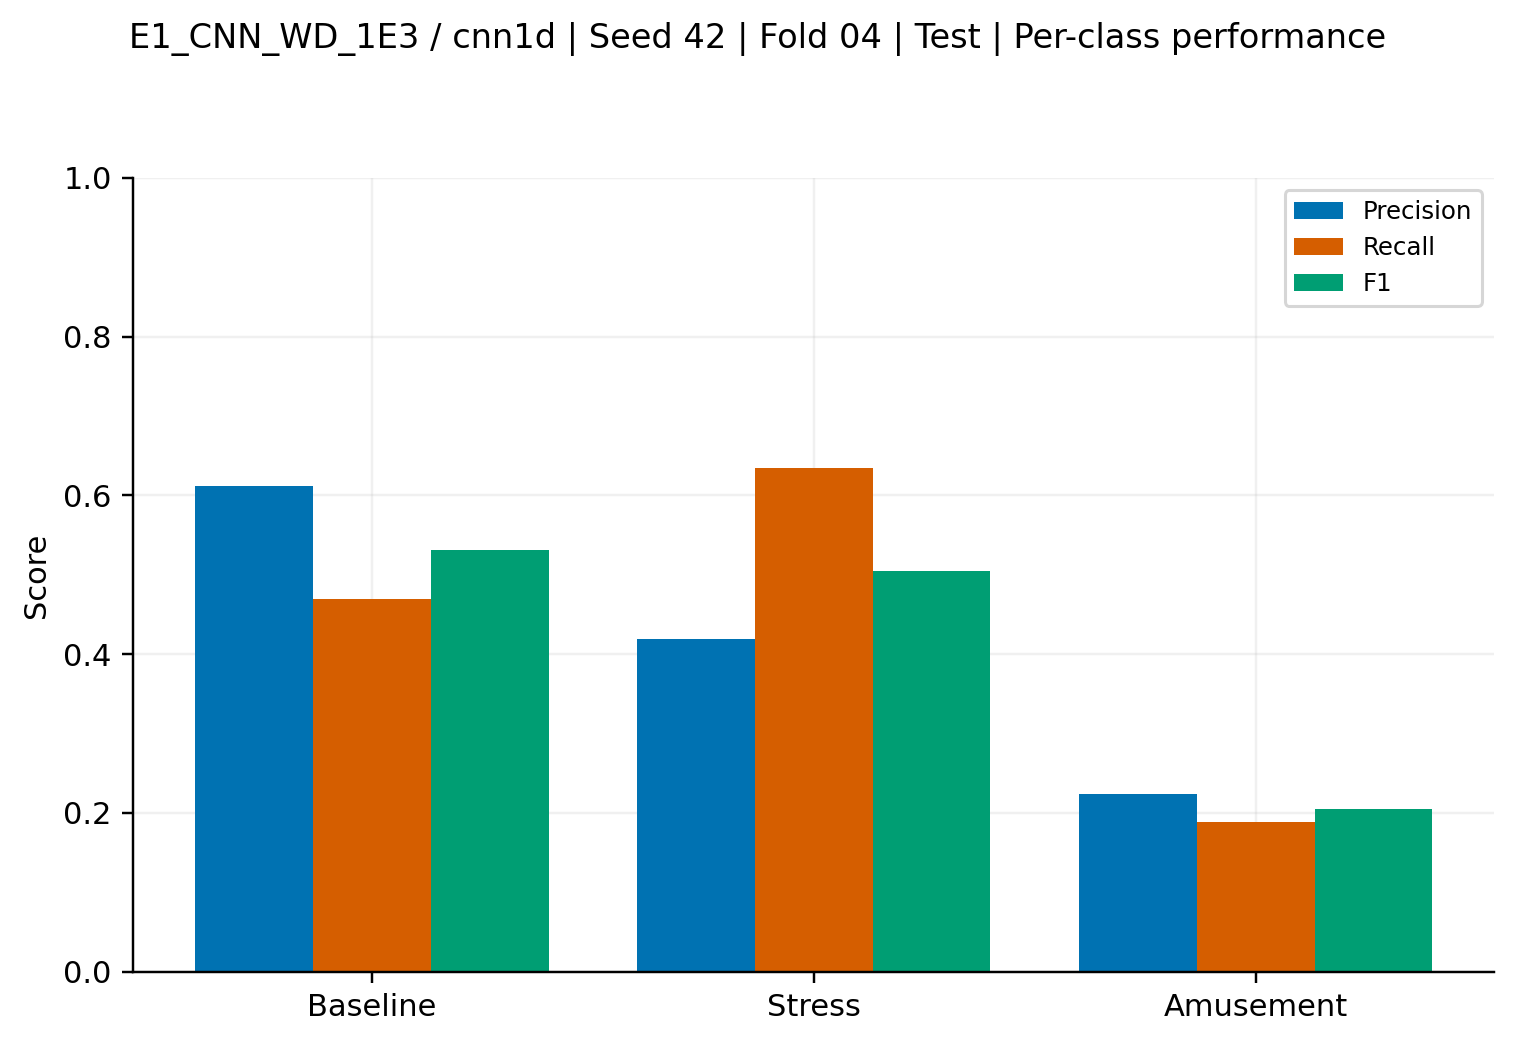 E1_CNN_WD_1E3 / cnn1d | Seed 42 | Fold 04 | Test | Per-class performance
1.0
0.8
0.6
0.4
0.2
0.0
Score
Precision
Recall
F1
Baseline
Stress
Amusement